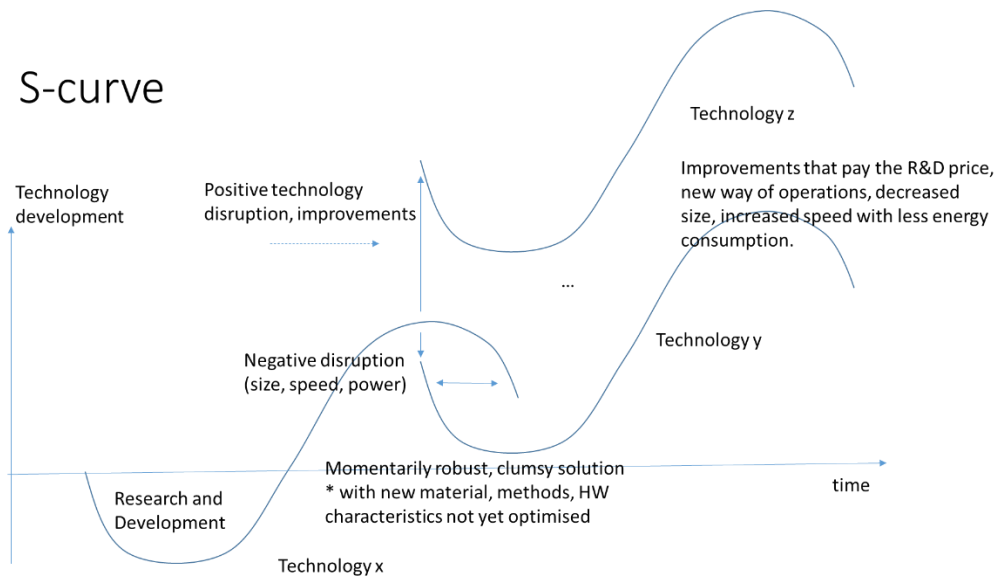 S-curve
Technology z
Improvements that pay the R&D price,
new way of operations, decreased
size, increased speed with less energy
consumption.
Technology
development
Positive technology
disruption, improvements
...
Technology y
Negative disruption
(size, speed, power)
Momentarily robust, clumsy solution
* with new material, methods, HW
characteristics not yet optimised
time
Research and
Development
Technology x